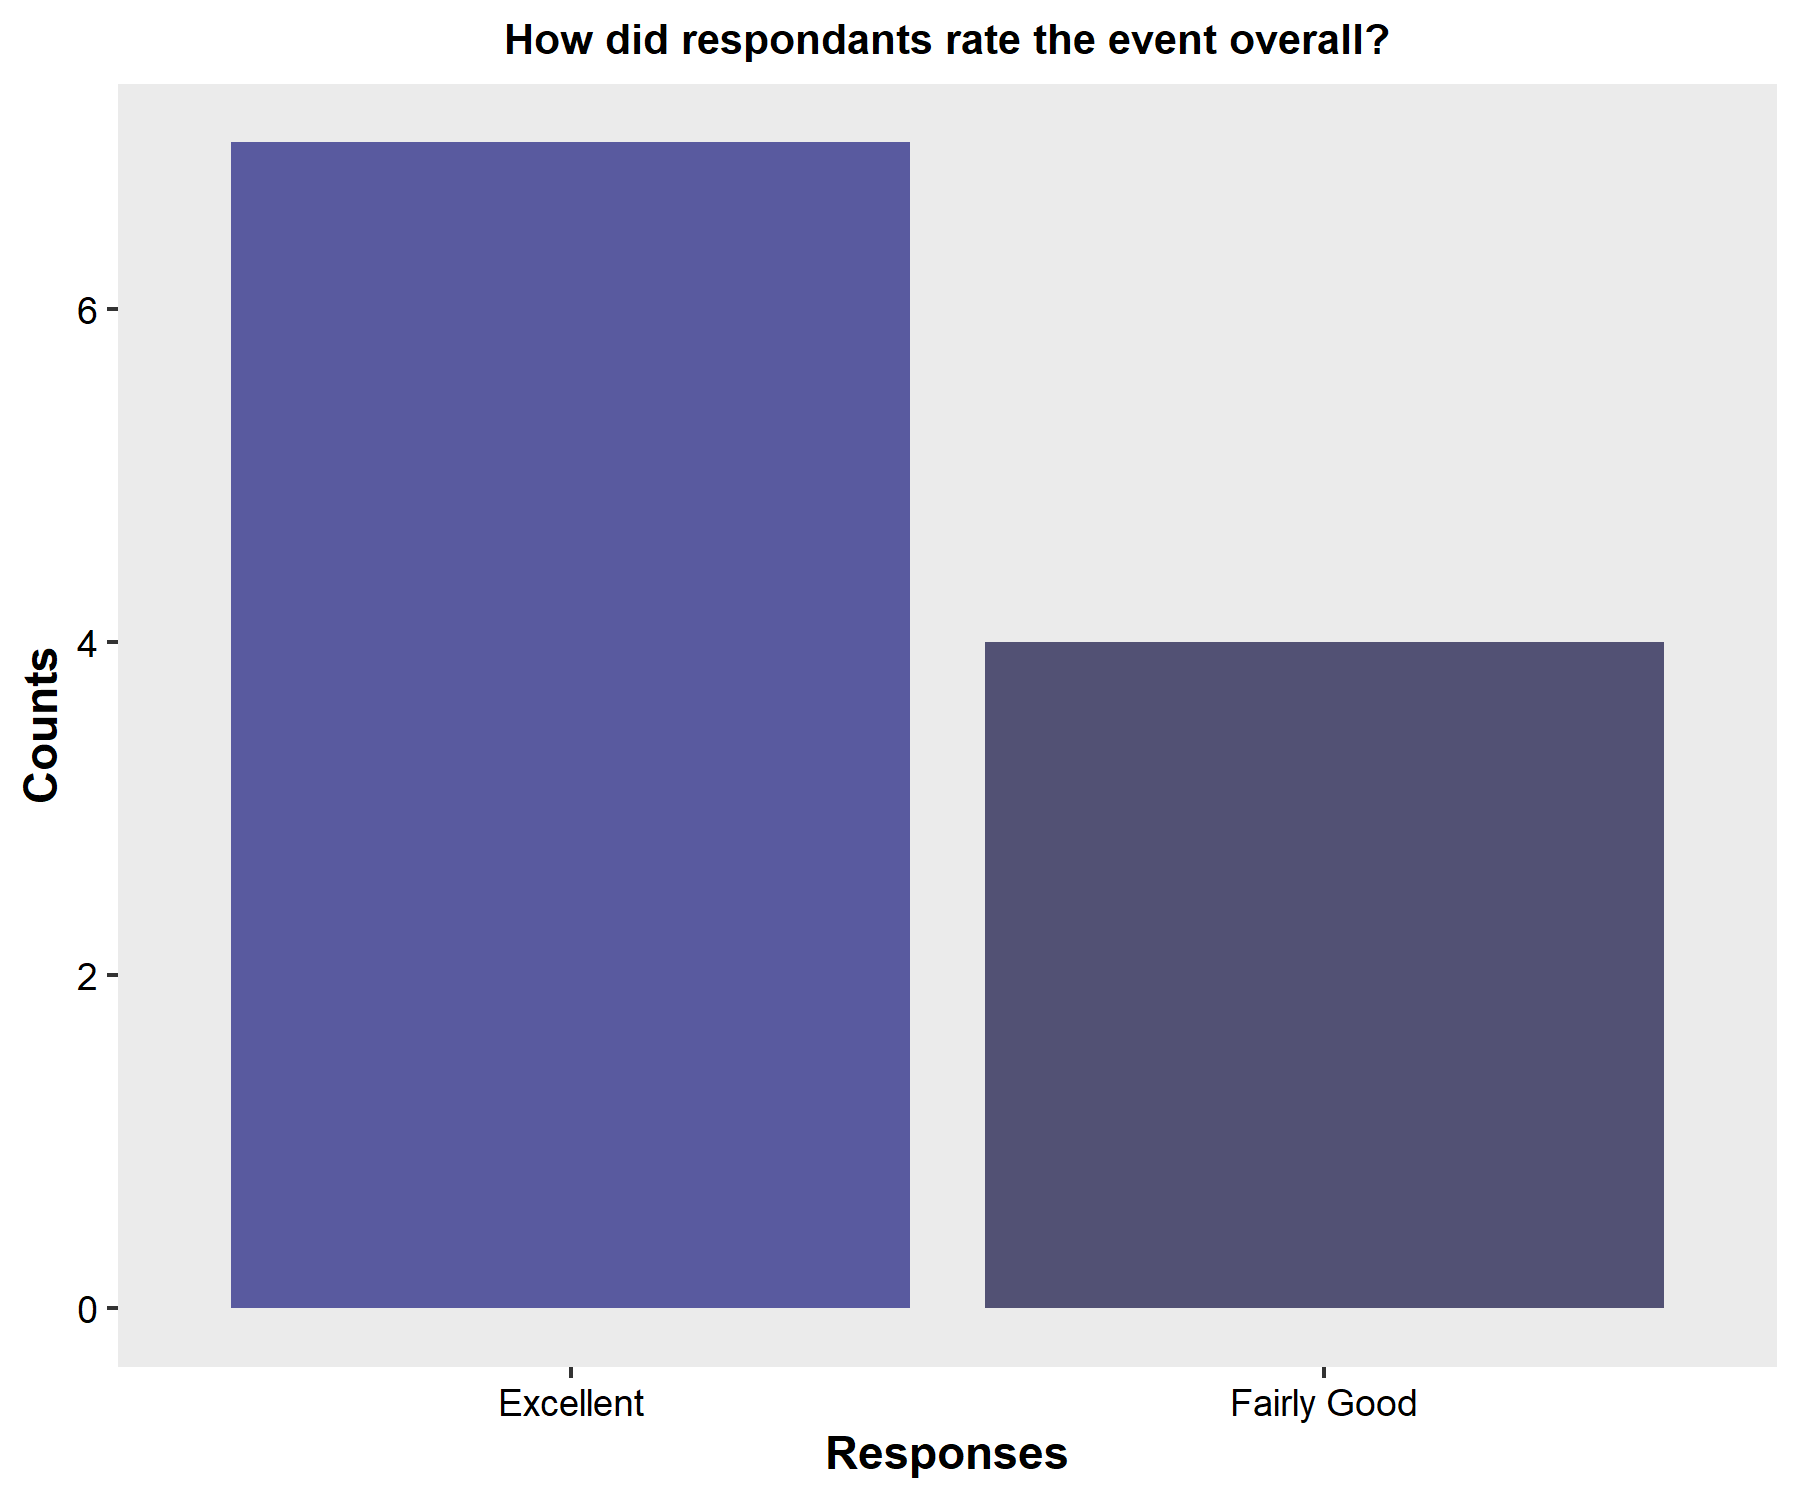 How did respondants rate the event overall?
Counts
6
4
2
0
Excellent
Fairly Good
Responses